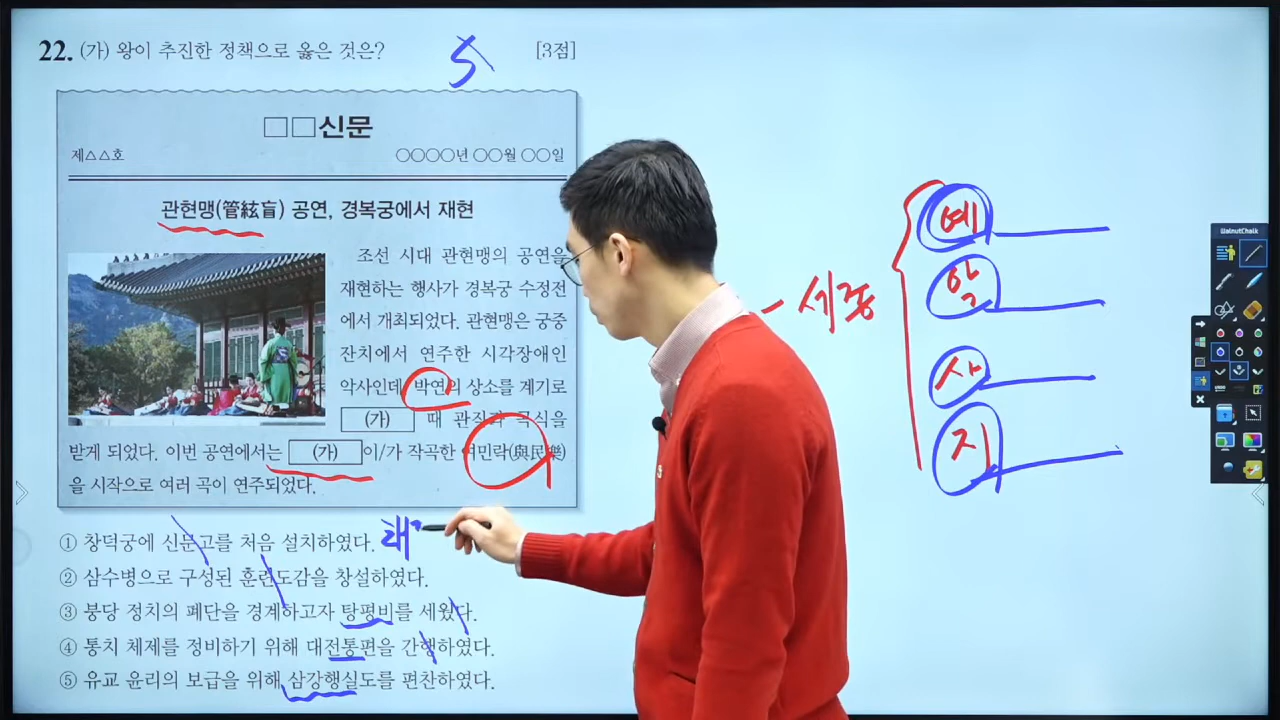 22. (가) 왕이 추진한 정책으로 옳은 것은? [3점]
5
□□신문
제△△호 ○○○○년 ○○월 ○○일
관현맹(管絃盲) 공연, 경복궁에서 재현
조선 시대 관현맹의 공연을
재현하는 행사가 경복궁 수정전
에서 개최되었다. 관현맹은 궁중
잔치에서 연주한 시각장애인
악사인데, 박연의 상소를 계기로
(가) 때 관직과 곡식을
받게 되었다. 이번 공연에서는 (가) 이/가 작곡한 여민락(與民樂)
을 시작으로 여러 곡이 연주되었다.
① 창덕궁에 신문고를 처음 설치하였다.
② 삼수병으로 구성된 훈련도감을 창설하였다.
③ 붕당 정치의 폐단을 경계하고자 탕평비를 세웠다.
④ 통치 체제를 정비하기 위해 대전통편을 간행하였다.
⑤ 유교 윤리의 보급을 위해 삼강행실도를 편찬하였다.
세종
예
알
사
지
WalnutChalk